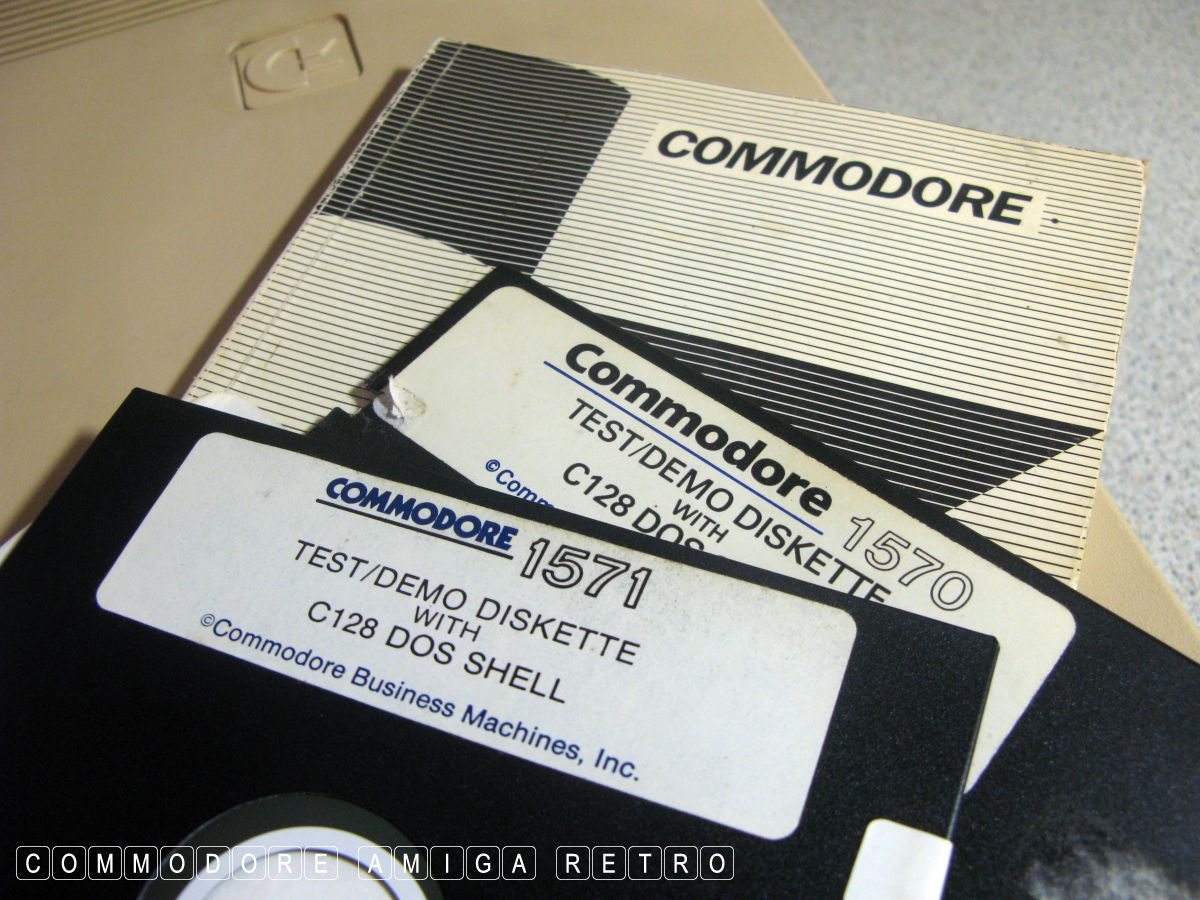 COMMODORE
Commodore 1570
TEST/DEMO DISKETTE
WITH
C128 DOS
COMMODORE 1571
TEST/DEMO DISKETTE
WITH
C128 DOS SHELL
©Commodore Business Machines, Inc.
COMMODORE AMIGA RETRO